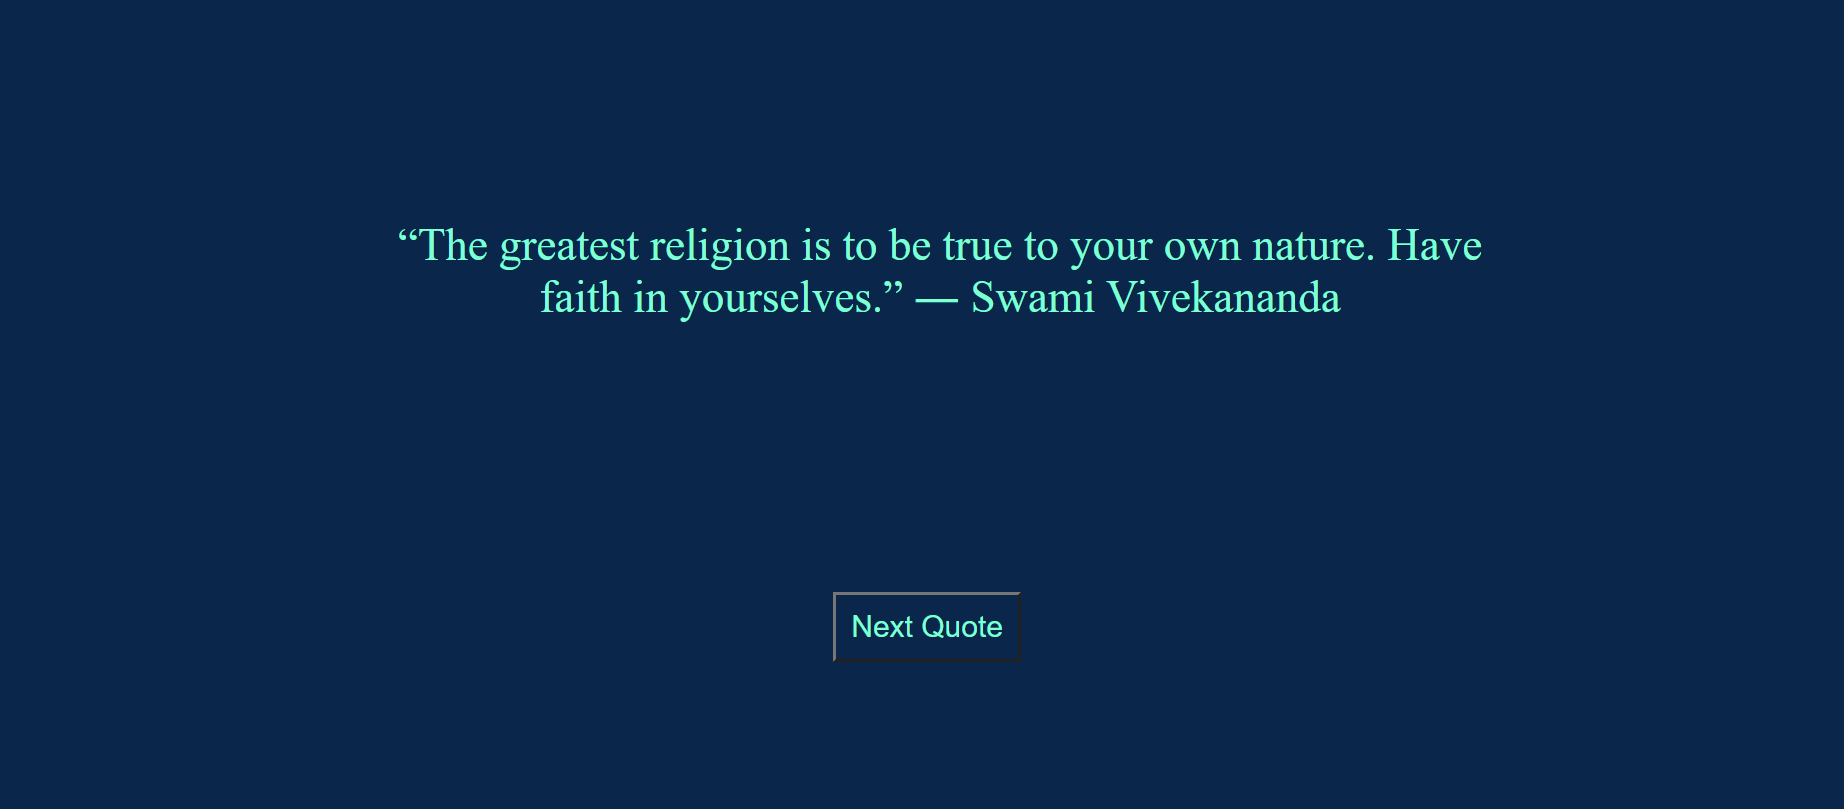 “The greatest religion is to be true to your own nature. Have
faith in yourselves.” — Swami Vivekananda
Next Quote